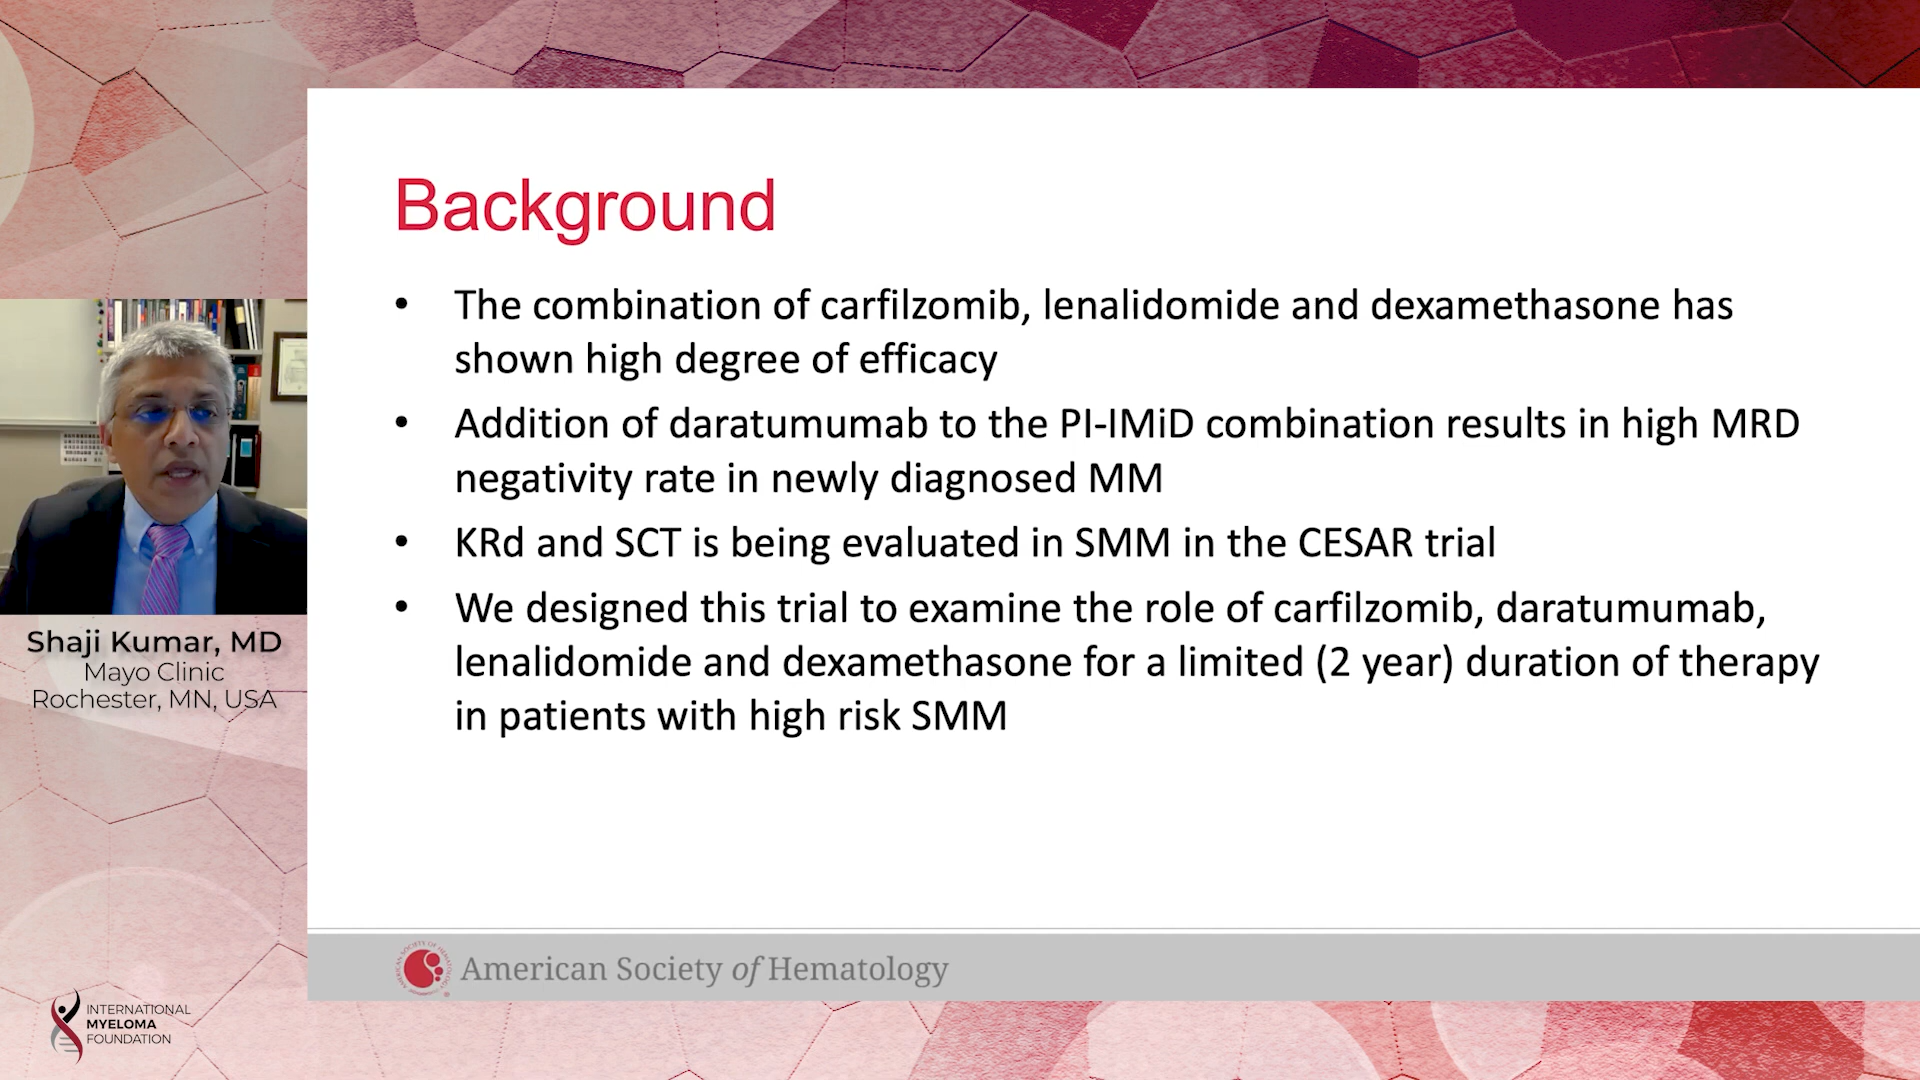 Background
• The combination of carfilzomib, lenalidomide and dexamethasone has
shown high degree of efficacy
• Addition of daratumumab to the PI-IMiD combination results in high MRD
negativity rate in newly diagnosed MM
• KRd and SCT is being evaluated in SMM in the CESAR trial
• We designed this trial to examine the role of carfilzomib, daratumumab,
lenalidomide and dexamethasone for a limited (2 year) duration of therapy
in patients with high risk SMM
Shaji Kumar, MD
Mayo Clinic
Rochester, MN, USA
American Society of Hematology
INTERNATIONAL
MYELOMA
FOUNDATION